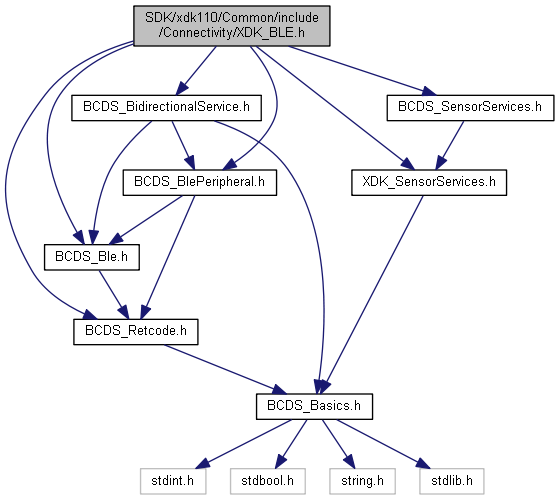 SDK/xdk110/Common/include
/Connectivity/XDK_BLE.h
BCDS_BidirectionalService.h
BCDS_SensorServices.h
BCDS_BlePeripheral.h
XDK_SensorServices.h
BCDS_Ble.h
BCDS_Retcode.h
BCDS_Basics.h
stdint.h
stdbool.h
string.h
stdlib.h